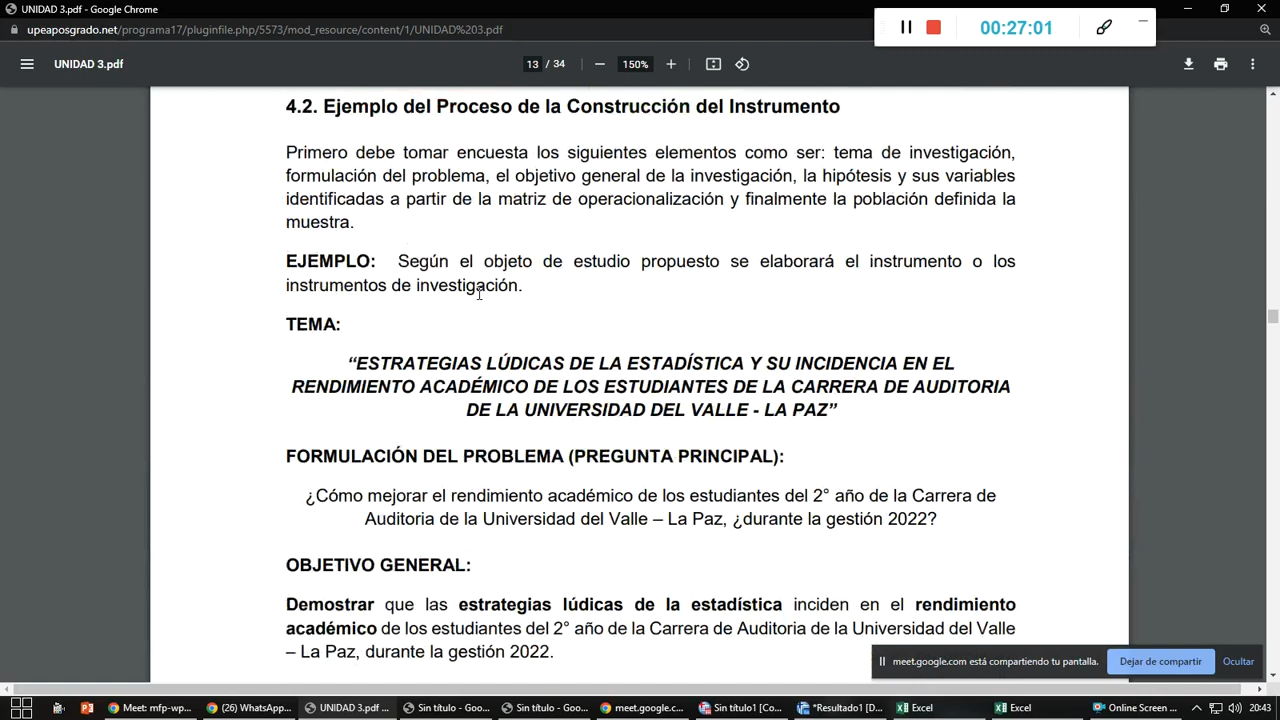 UNIDAD 3.pdf - Google Chrome
upeaposgrado.net/programa17/pluginfile.php/5573/mod_resource/content/1/UNIDAD%203.pdf
00:27:01
UNIDAD 3.pdf
13 / 34
150%
4.2. Ejemplo del Proceso de la Construcción del Instrumento
Primero debe tomar encuesta los siguientes elementos como ser: tema de investigación,
formulación del problema, el objetivo general de la investigación, la hipótesis y sus variables
identificadas a partir de la matriz de operacionalización y finalmente la población definida la
muestra.
EJEMPLO: Según el objeto de estudio propuesto se elaborará el instrumento o los
instrumentos de investigación.
TEMA:
“ESTRATEGIAS LÚDICAS DE LA ESTADÍSTICA Y SU INCIDENCIA EN EL
RENDIMIENTO ACADÉMICO DE LOS ESTUDIANTES DE LA CARRERA DE AUDITORIA
DE LA UNIVERSIDAD DEL VALLE - LA PAZ”
FORMULACIÓN DEL PROBLEMA (PREGUNTA PRINCIPAL):
¿Cómo mejorar el rendimiento académico de los estudiantes del 2° año de la Carrera de
Auditoria de la Universidad del Valle – La Paz, ¿durante la gestión 2022?
OBJETIVO GENERAL:
Demostrar que las estrategias lúdicas de la estadística inciden en el rendimiento
académico de los estudiantes del 2° año de la Carrera de Auditoria de la Universidad del Valle
– La Paz, durante la gestión 2022.
meet.google.com está compartiendo tu pantalla.
Dejar de compartir
Ocultar
Meet: mfp-wp...
(26) WhatsApp...
UNIDAD 3.pdf ...
Sin título - Goo...
Sin título - Goo...
meet.google.co...
Sin título1 [Co...
*Resultado1 [D...
Excel
Excel
Online Screen ...
20:43